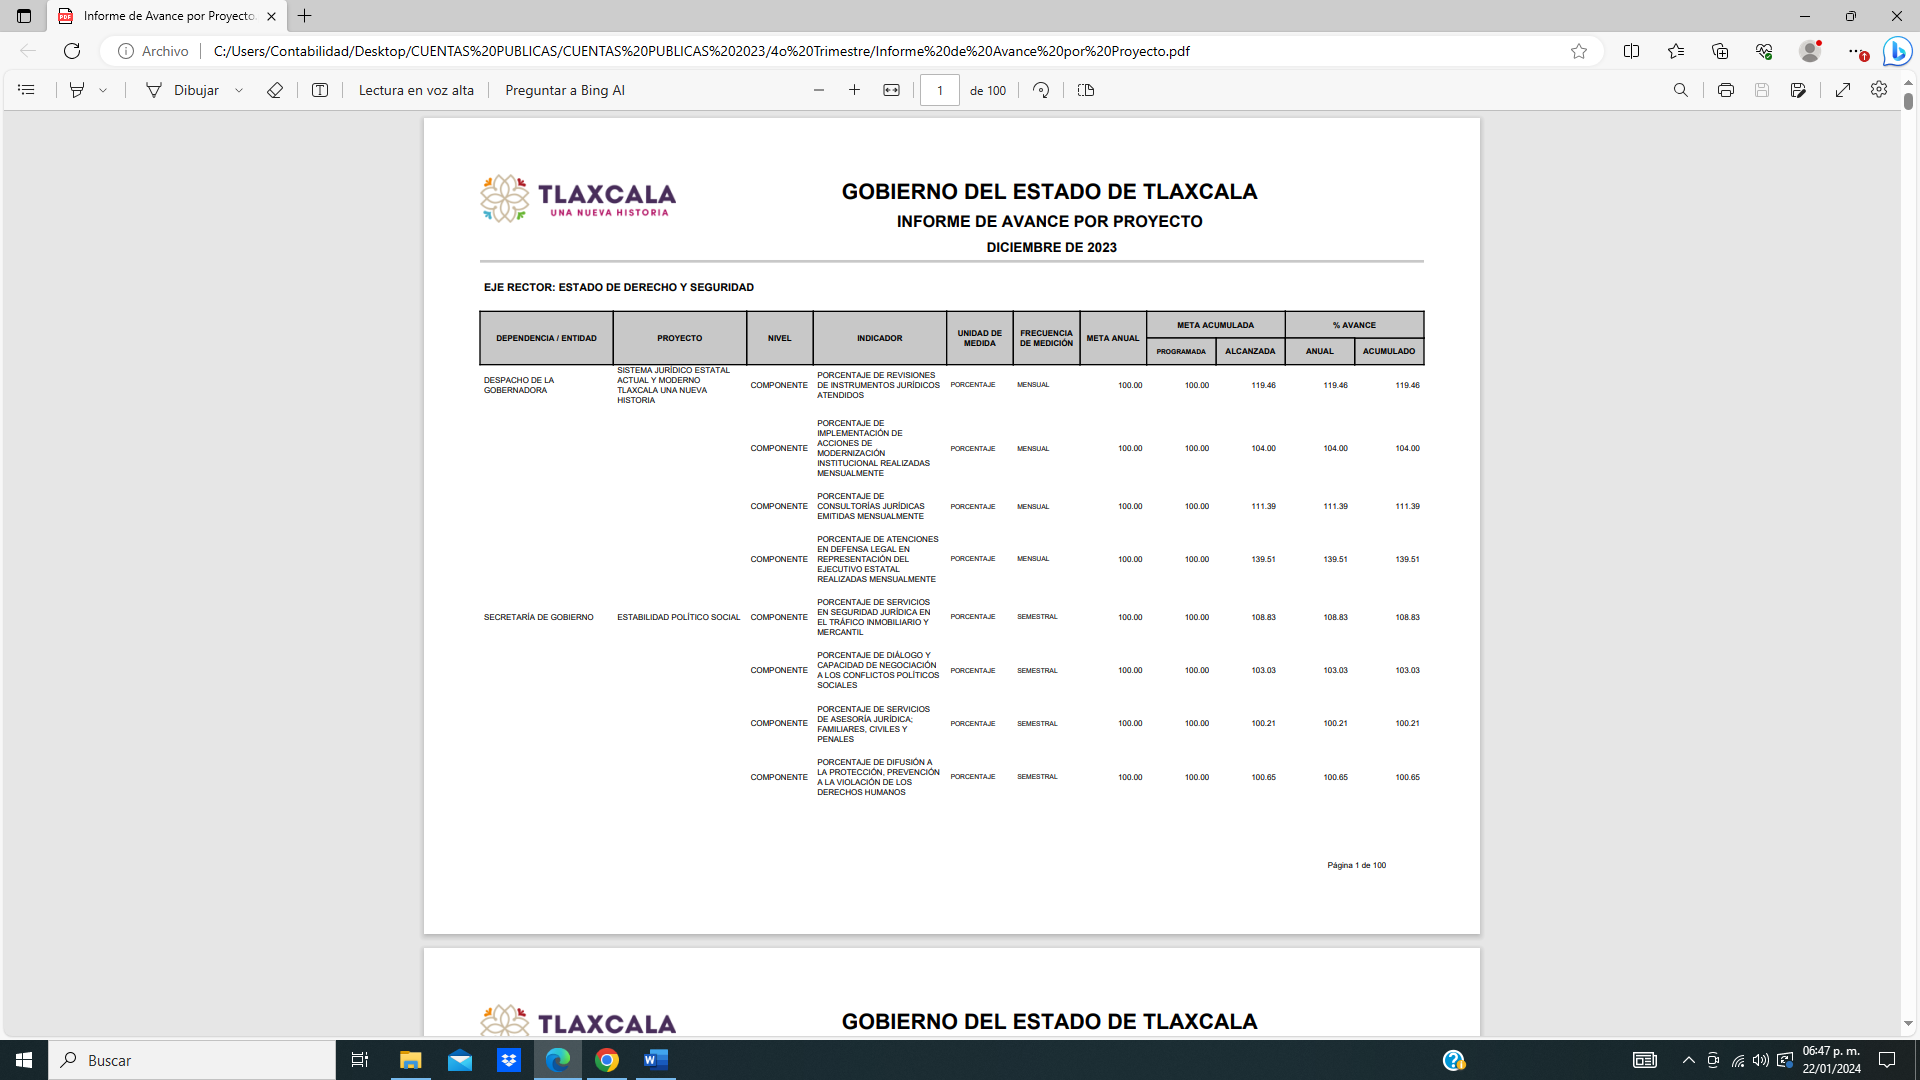 Informe de Avance por Proyecto.
Archivo
C:/Users/Contabilidad/Desktop/CUENTAS%20PUBLICAS/CUENTAS%20PUBLICAS%202023/4o%20Trimestre/Informe%20de%20Avance%20por%20Proyecto.pdf
Dibujar
Lectura en voz alta
Preguntar a Bing AI
1 de 100
TLAXCALA
UNA NUEVA HISTORIA
GOBIERNO DEL ESTADO DE TLAXCALA
INFORME DE AVANCE POR PROYECTO
DICIEMBRE DE 2023
EJE RECTOR: ESTADO DE DERECHO Y SEGURIDAD
DEPENDENCIA / ENTIDAD
PROYECTO
NIVEL
INDICADOR
UNIDAD DE
MEDIDA
FRECUENCIA
DE MEDICIÓN
META ANUAL
META ACUMULADA
PROGRAMADA
ALCANZADA
% AVANCE
ANUAL
ACUMULADO
DESPACHO DE LA
GOBERNADORA
SISTEMA JURÍDICO ESTATAL
ACTUAL Y MODERNO
TLAXCALA UNA NUEVA
HISTORIA
COMPONENTE
PORCENTAJE DE REVISIONES
DE INSTRUMENTOS JURÍDICOS
ATENDIDOS
PORCENTAJE
MENSUAL
100.00
100.00
119.46
119.46
119.46
COMPONENTE
PORCENTAJE DE
IMPLEMENTACIÓN DE
ACCIONES DE
MODERNIZACIÓN
INSTITUCIONAL REALIZADAS
MENSUALMENTE
PORCENTAJE
MENSUAL
100.00
100.00
104.00
104.00
104.00
COMPONENTE
PORCENTAJE DE
CONSULTORÍAS JURÍDICAS
EMITIDAS MENSUALMENTE
PORCENTAJE
MENSUAL
100.00
100.00
111.39
111.39
111.39
COMPONENTE
PORCENTAJE DE ATENCIONES
EN DEFENSA LEGAL EN
REPRESENTACIÓN DEL
EJECUTIVO ESTATAL
REALIZADAS MENSUALMENTE
PORCENTAJE
MENSUAL
100.00
100.00
139.51
139.51
139.51
SECRETARÍA DE GOBIERNO
ESTABILIDAD POLÍTICO SOCIAL
COMPONENTE
PORCENTAJE DE SERVICIOS
EN SEGURIDAD JURÍDICA EN
EL TRÁFICO INMOBILIARIO Y
MERCANTIL
PORCENTAJE
SEMESTRAL
100.00
100.00
108.83
108.83
108.83
COMPONENTE
PORCENTAJE DE DIÁLOGO Y
CAPACIDAD DE NEGOCIACIÓN
A LOS CONFLICTOS POLÍTICOS
SOCIALES
PORCENTAJE
SEMESTRAL
100.00
100.00
103.03
103.03
103.03
COMPONENTE
PORCENTAJE DE SERVICIOS
DE ASESORÍA JURÍDICA;
FAMILIARES, CIVILES Y
PENALES
PORCENTAJE
SEMESTRAL
100.00
100.00
100.21
100.21
100.21
COMPONENTE
PORCENTAJE DE DIFUSIÓN A
LA PROTECCIÓN, PREVENCIÓN
A LA VIOLACIÓN DE LOS
DERECHOS HUMANOS
PORCENTAJE
SEMESTRAL
100.00
100.00
100.65
100.65
100.65
Página 1 de 100
TLAXCALA
GOBIERNO DEL ESTADO DE TLAXCALA
Buscar
06:47 p. m.
22/01/2024